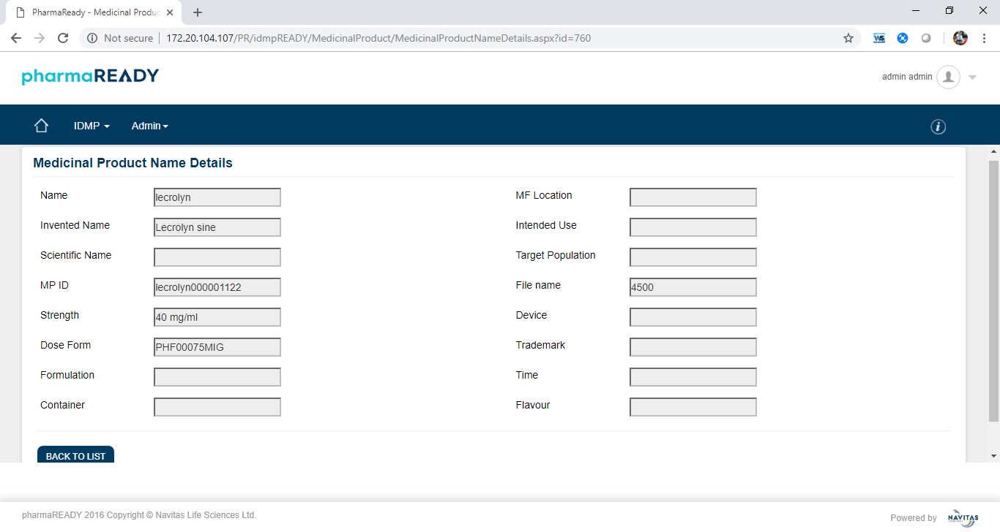 PharmaReady - Medicinal Produc
Not secure 172.20.104.107/PR/idmpREADY/MedicinalProduct/MedicinalProductNameDetails.aspx?id=760
WS
pharmaREADY
admin admin
IDMP Admin
i
Medicinal Product Name Details
Name lecrolyn MF Location
Invented Name Lecrolyn sine Intended Use
Scientific Name Target Population
MP ID lecrolyn000001122 File name 4500
Strength 40 mg/ml Device
Dose Form PHF00075MIG Trademark
Formulation Time
Container Flavour
BACK TO LIST
pharmaREADY 2016 Copyright © Navitas Life Sciences Ltd.
Powered by NAVITAS